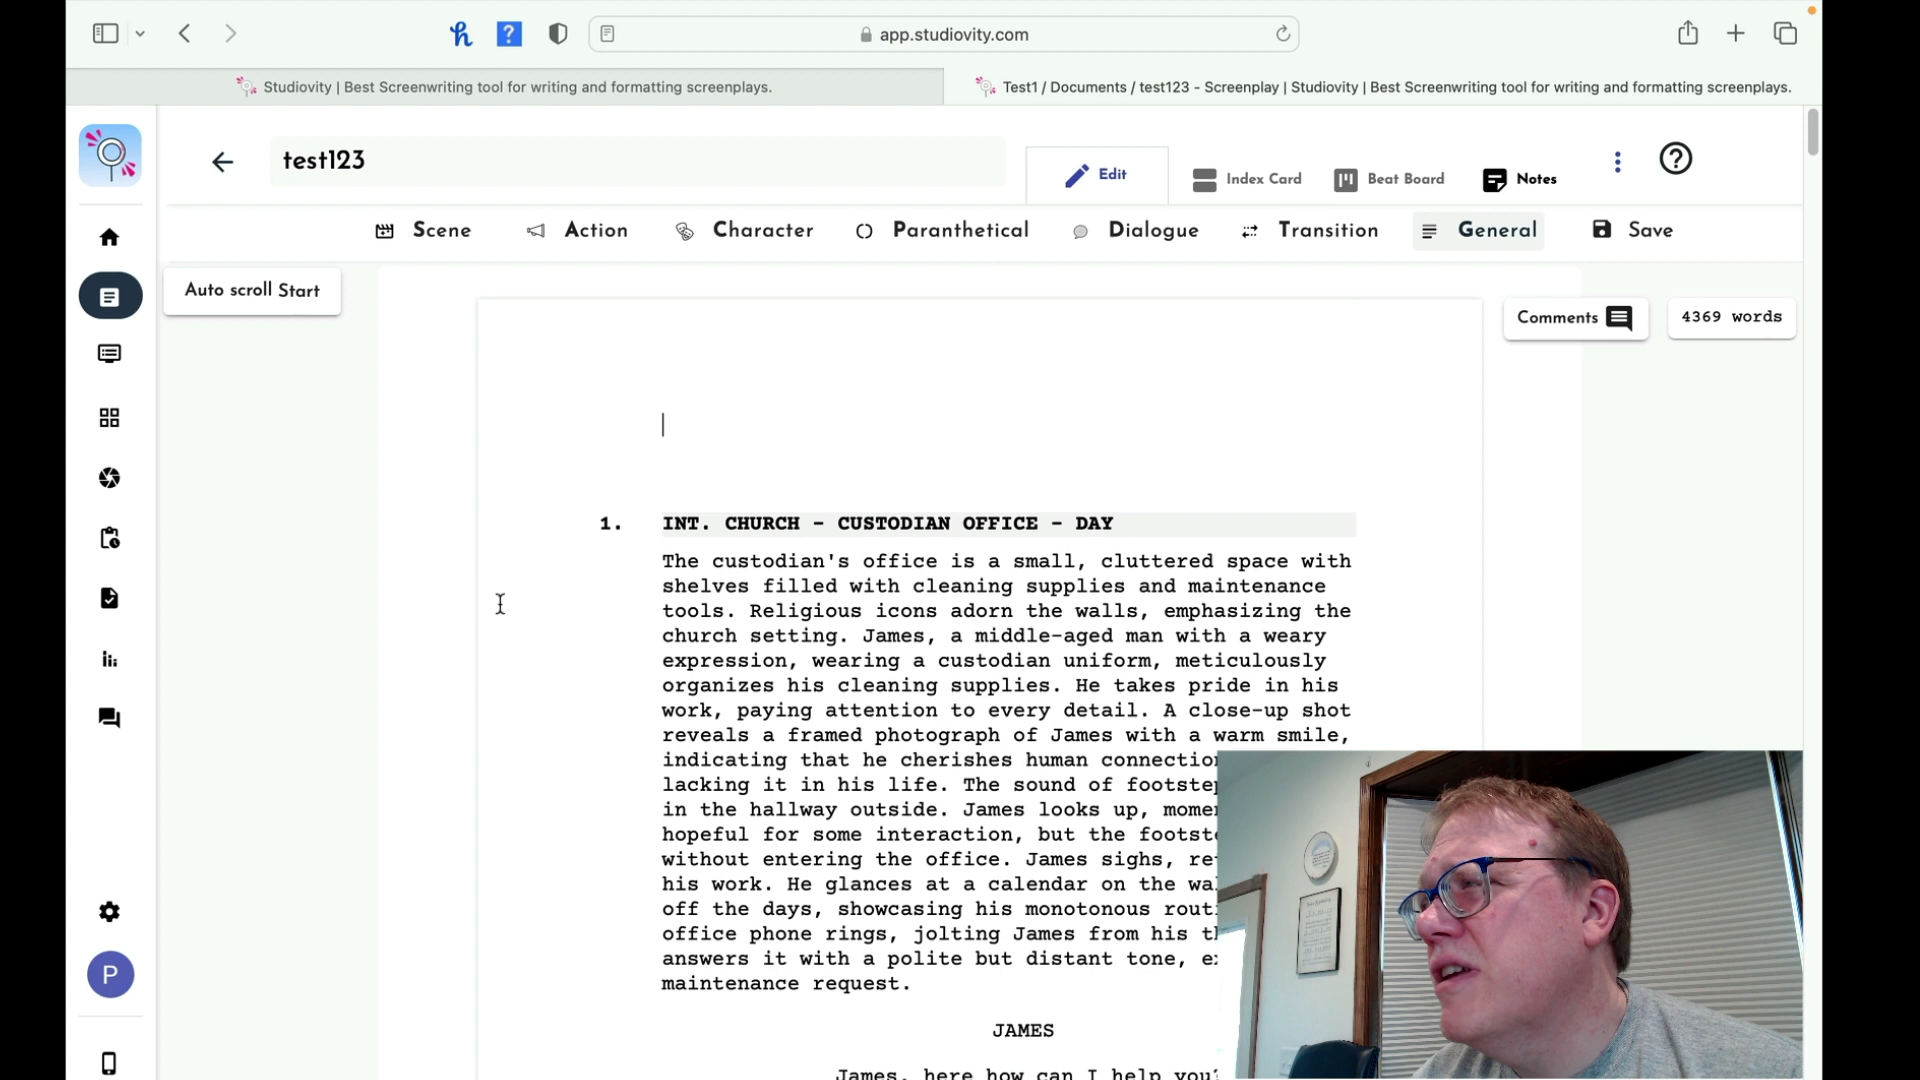 app.studiovity.com
Studiovity | Best Screenwriting tool for writing and formatting screenplays.
Test1 / Documents / test123 - Screenplay | Studiovity | Best Screenwriting tool for writing and formatting screenplays.
test123
Edit
Index Card
Beat Board
Notes
Scene
Action
Character
Paranthetical
Dialogue
Transition
General
Save
Auto scroll Start
Comments
4369 words
1. INT. CHURCH - CUSTODIAN OFFICE - DAY
The custodian's office is a small, cluttered space with
shelves filled with cleaning supplies and maintenance
tools. Religious icons adorn the walls, emphasizing the
church setting. James, a middle-aged man with a weary
expression, wearing a custodian uniform, meticulously
organizes his cleaning supplies. He takes pride in his
work, paying attention to every detail. A close-up shot
reveals a framed photograph of James with a warm smile,
indicating that he cherishes human connection
lacking it in his life. The sound of
in the hallway outside. James looks up,
hopeful for some interaction, but the
without entering the office. James sighs,
his work. He glances at a calendar on the
off the days, showcasing his monotonous
office phone rings, jolting James from his
answers it with a polite but distant tone,
maintenance request.
JAMES
James, here how can I help you?
P